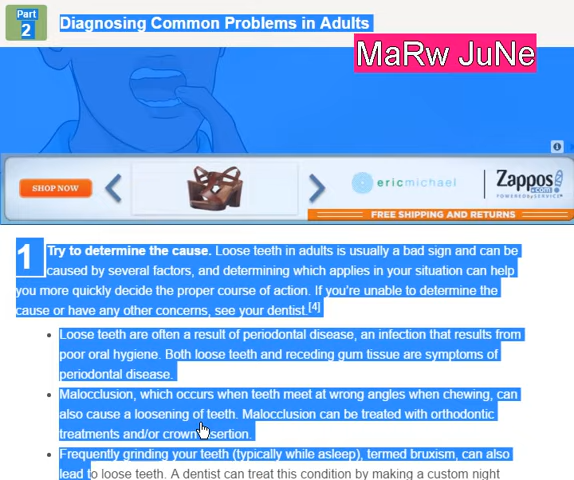 Part
2
Diagnosing Common Problems in Adults
MaRw JuNe
SHOP NOW
ericmichael
Zappos
.com
POWERED by SERVICE
FREE SHIPPING AND RETURNS
1
Try to determine the cause. Loose teeth in adults is usually a bad sign and can be
caused by several factors, and determining which applies in your situation can help
you more quickly decide the proper course of action. If you're unable to determine the
cause or have any other concerns, see your dentist.[4]
• Loose teeth are often a result of periodontal disease, an infection that results from
poor oral hygiene. Both loose teeth and receding gum tissue are symptoms of
periodontal disease.
• Malocclusion, which occurs when teeth meet at wrong angles when chewing, can
also cause a loosening of teeth. Malocclusion can be treated with orthodontic
treatments and/or crown sertion.
• Frequently grinding your teeth (typically while asleep), termed bruxism, can also
lead to loose teeth. A dentist can treat this condition by making a custom night